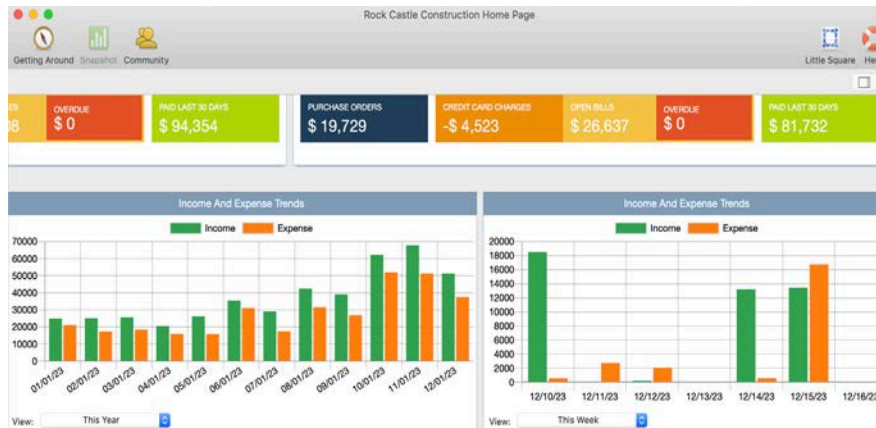 Rock Castle Construction Home Page
Getting Around Snapshot Community Little Square
OVERDUE PAID LAST 30 DAYS PURCHASE ORDERS CREDIT CARD CHARGES OPEN BILLS OVERDUE PAID LAST 30 DAYS
$ 0 $ 94,354 $ 19,729 -$ 4,523 $ 26,637 $ 0 $ 81,732
Income And Expense Trends
Income Expense
70000
60000
50000
40000
30000
20000
10000
0
01/01/23 02/01/23 03/01/23 04/01/23 05/01/23 06/01/23 07/01/23 08/01/23 09/01/23 10/01/23 11/01/23 12/01/23
View: This Year
Income And Expense Trends
Income Expense
20000
18000
16000
14000
12000
10000
8000
6000
4000
2000
0
12/10/23 12/11/23 12/12/23 12/13/23 12/14/23 12/15/23 12/16/23
View: This Week